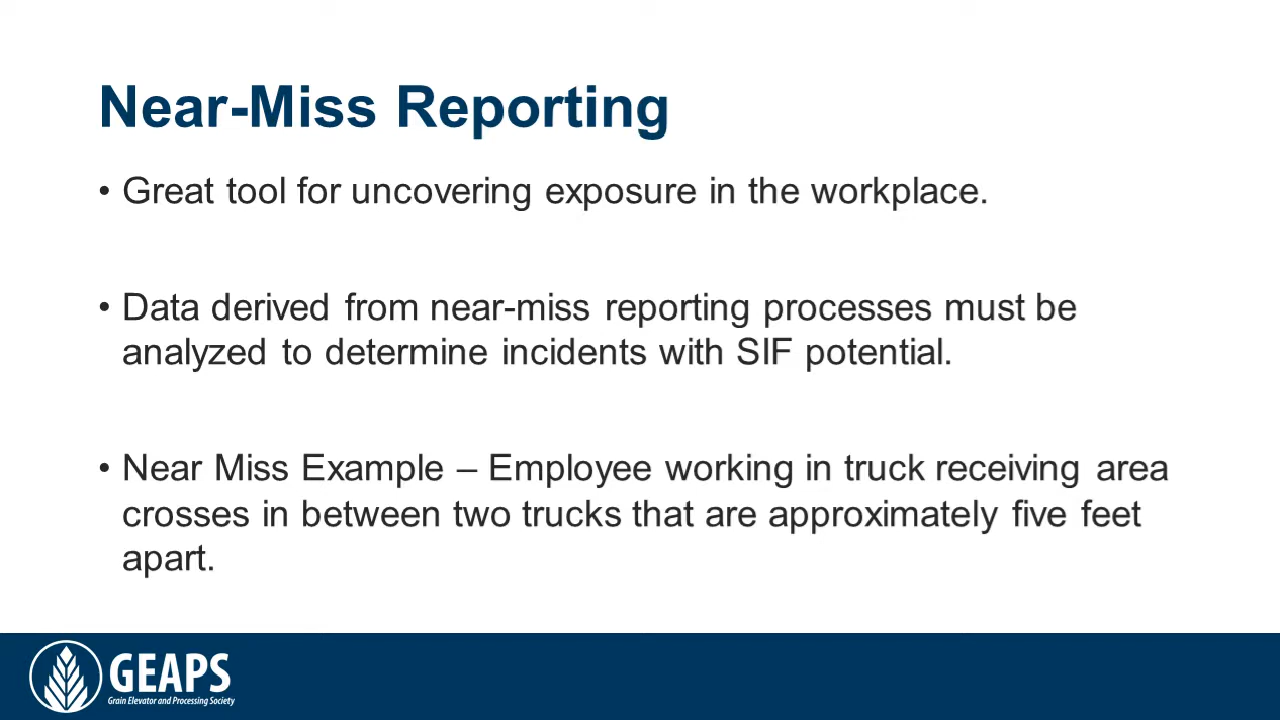 Near-Miss Reporting
• Great tool for uncovering exposure in the workplace.
• Data derived from near-miss reporting processes must be
analyzed to determine incidents with SIF potential.
• Near Miss Example – Employee working in truck receiving area
crosses in between two trucks that are approximately five feet
apart.
GEAPS
Grain Elevator and Processing Society